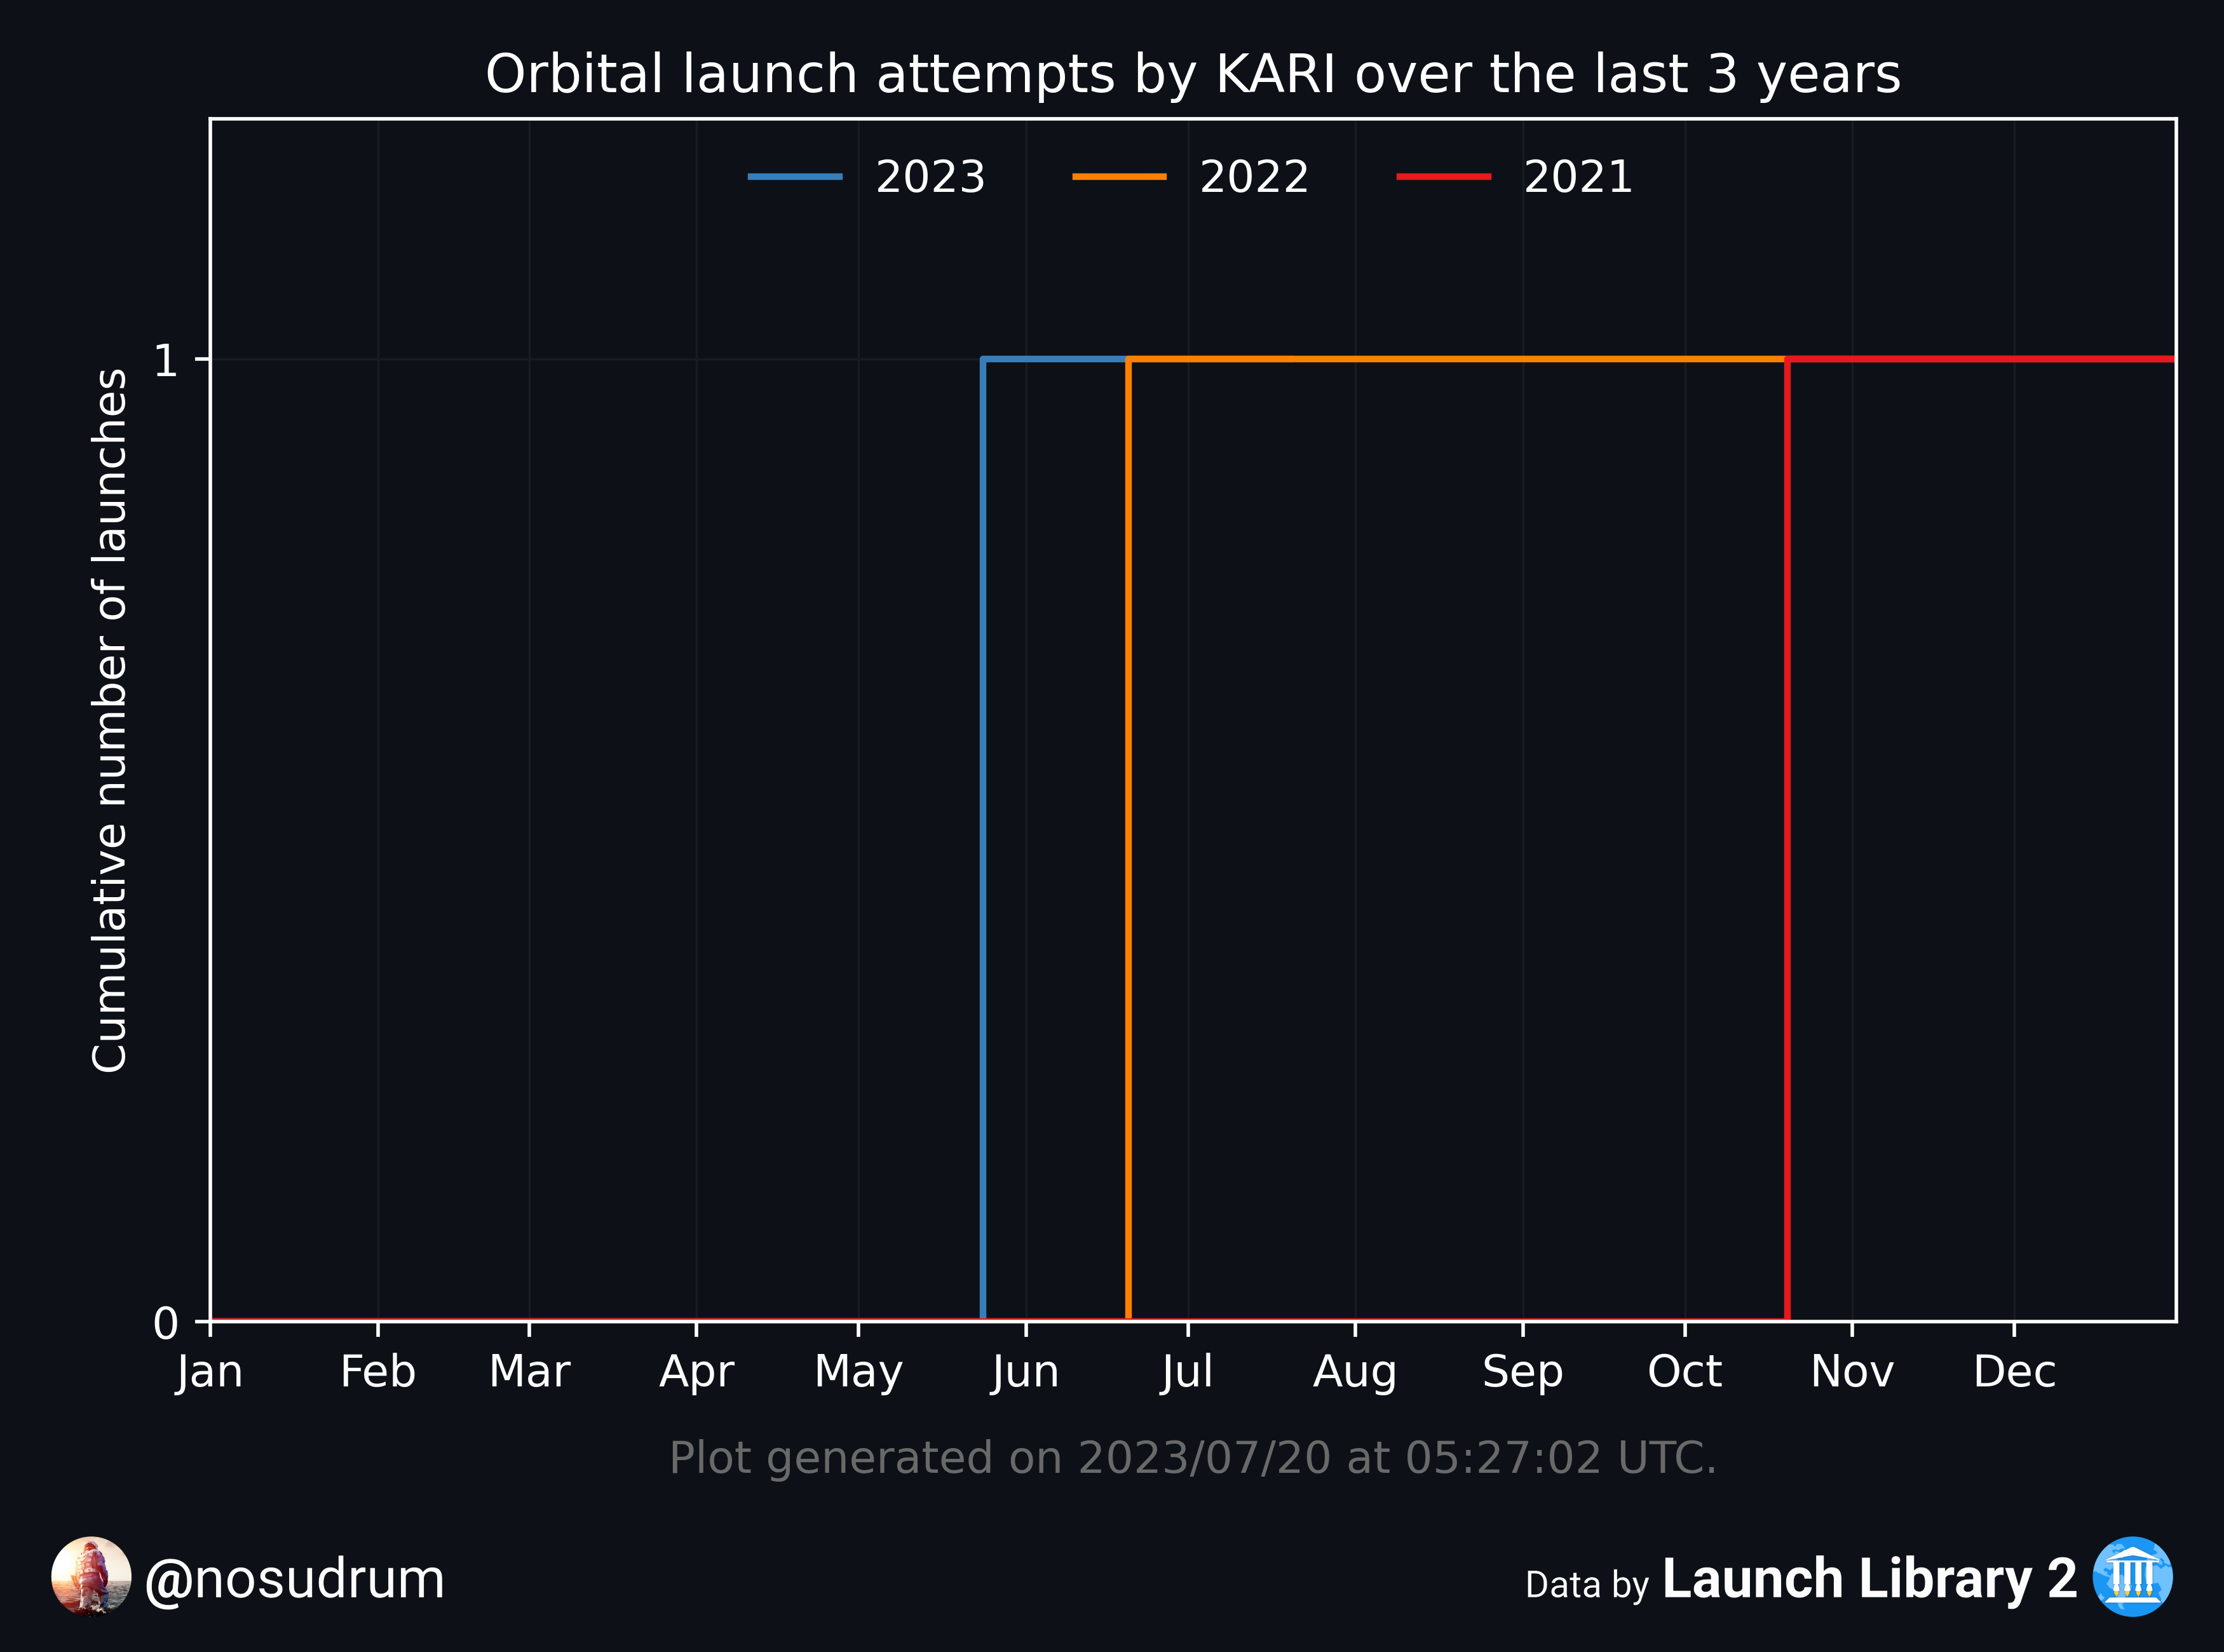 Orbital launch attempts by KARI over the last 3 years
2023 2022 2021
Cumulative number of launches
1
0
Jan Feb Mar Apr May Jun Jul Aug Sep Oct Nov Dec
Plot generated on 2023/07/20 at 05:27:02 UTC.
@nosudrum
Data by Launch Library 2